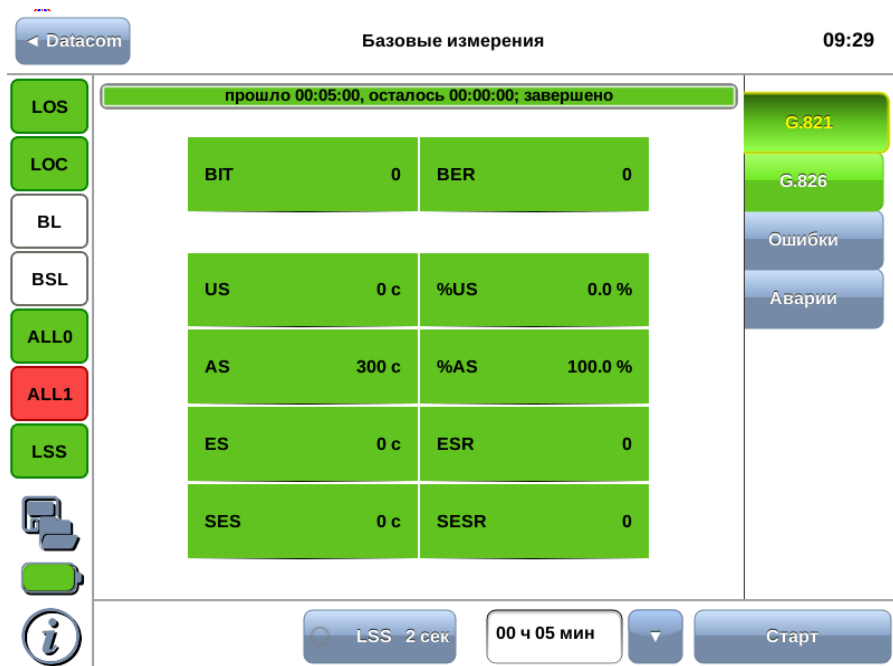 ◄ Datacom
Базовые измерения
09:29
LOS
LOC
BL
BSL
ALL0
ALL1
LSS
прошло 00:05:00, осталось 00:00:00; завершено
BIT 0 BER 0
US 0 с %US 0.0 %
AS 300 с %AS 100.0 %
ES 0 с ESR 0
SES 0 с SESR 0
G.821
G.826
Ошибки
Аварии
i
LSS 2 сек
00 ч 05 мин
▼
Старт